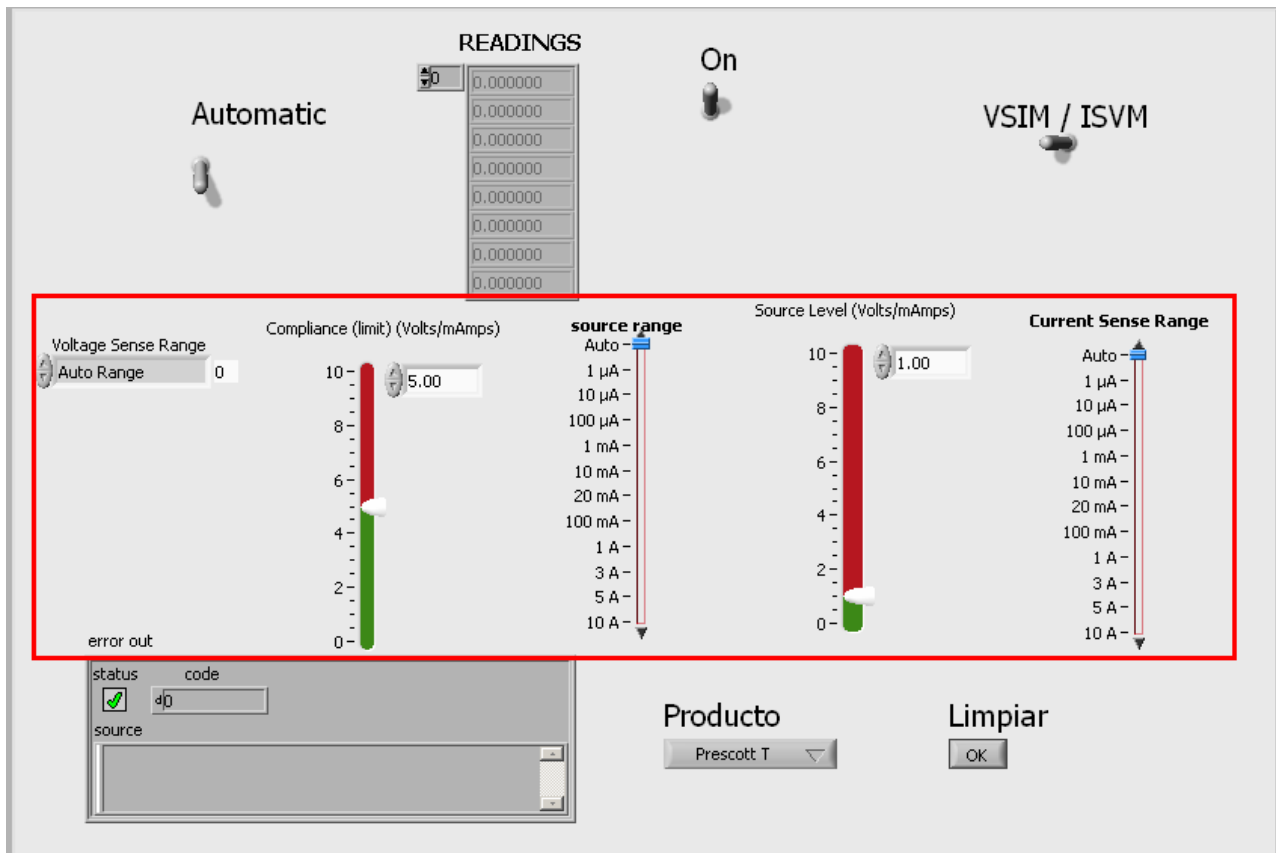 READINGS
0
0.000000
0.000000
0.000000
0.000000
0.000000
0.000000
0.000000
0.000000
Automatic
On
VSIM / ISVM
Voltage Sense Range
Auto Range 0
Compliance (limit) (Volts/mAmps)
5.00
10
8
6
4
2
0
source range
Auto
1 µA
10 µA
100 µA
1 mA
10 mA
20 mA
100 mA
1 A
3 A
5 A
10 A
Source Level (Volts/mAmps)
1.00
10
8
6
4
2
0
Current Sense Range
Auto
1 µA
10 µA
100 µA
1 mA
10 mA
20 mA
100 mA
1 A
3 A
5 A
10 A
error out
status code
d0
source
Producto
Prescott T
Limpiar
OK